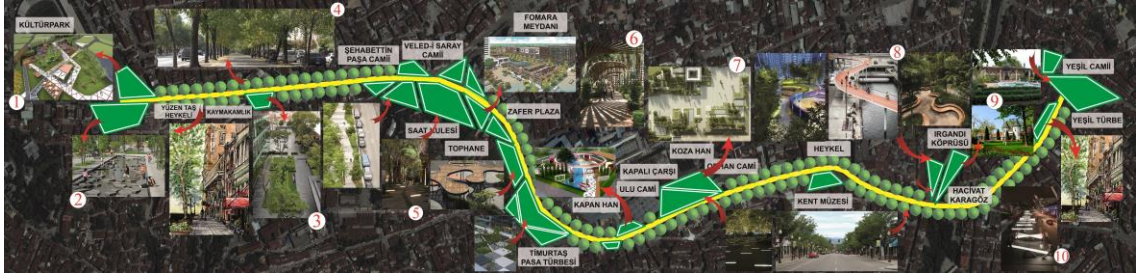 KÜLTÜRPARK
1
4
ŞEHABETTİN
PAŞA CAMİİ
VELED-İ SARAY
CAMİİ
FOMARA
MEYDANI
6
7
8
9
YEŞİL CAMİİ
YÜZEN TAŞ
HEYKELİ
KAYMAKAMLIK
SAAT KULESİ
ZAFER PLAZA
TOPHANE
KAPALI ÇARŞI
ULU CAMİ
KAPAN HAN
KOZA HAN
ORHAN CAMİ
HEYKEL
IRGANDI
KÖPRÜSÜ
YEŞİL TÜRBE
2
3
5
TİMURTAŞ
PAŞA TÜRBESİ
KENT MÜZESİ
HACİVAT
KARAGÖZ
10